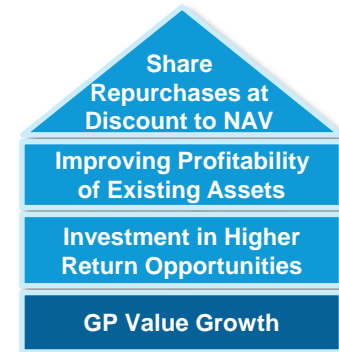 Share
Repurchases at
Discount to NAV
Improving Profitability
of Existing Assets
Investment in Higher
Return Opportunities
GP Value Growth